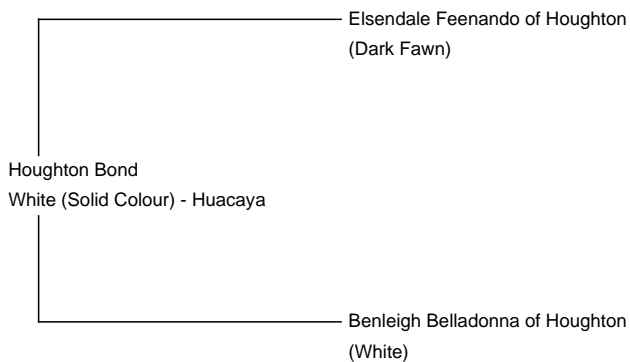 Elsendale Feenando of Houghton
(Dark Fawn)
Houghton Bond
White (Solid Colour) - Huacaya
Benleigh Belladonna of Houghton
(White)